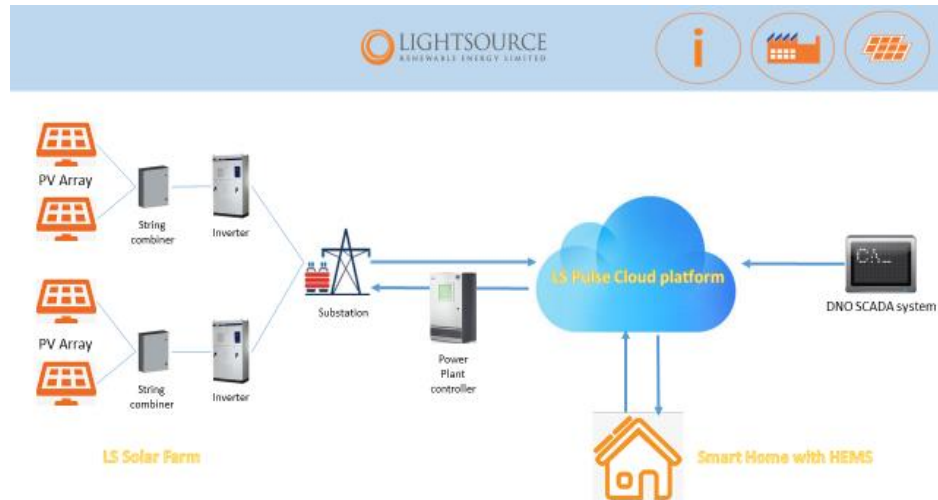 LIGHTSOURCE
RENEWABLE ENERGY LIMITED
i
PV Array
String
combiner
Inverter
Substation
LS Pulse Cloud platform
C:\_
DNO SCADA system
PV Array
String
combiner
Inverter
Power
Plant
controller
LS Solar Farm
Smart Home with HEMS